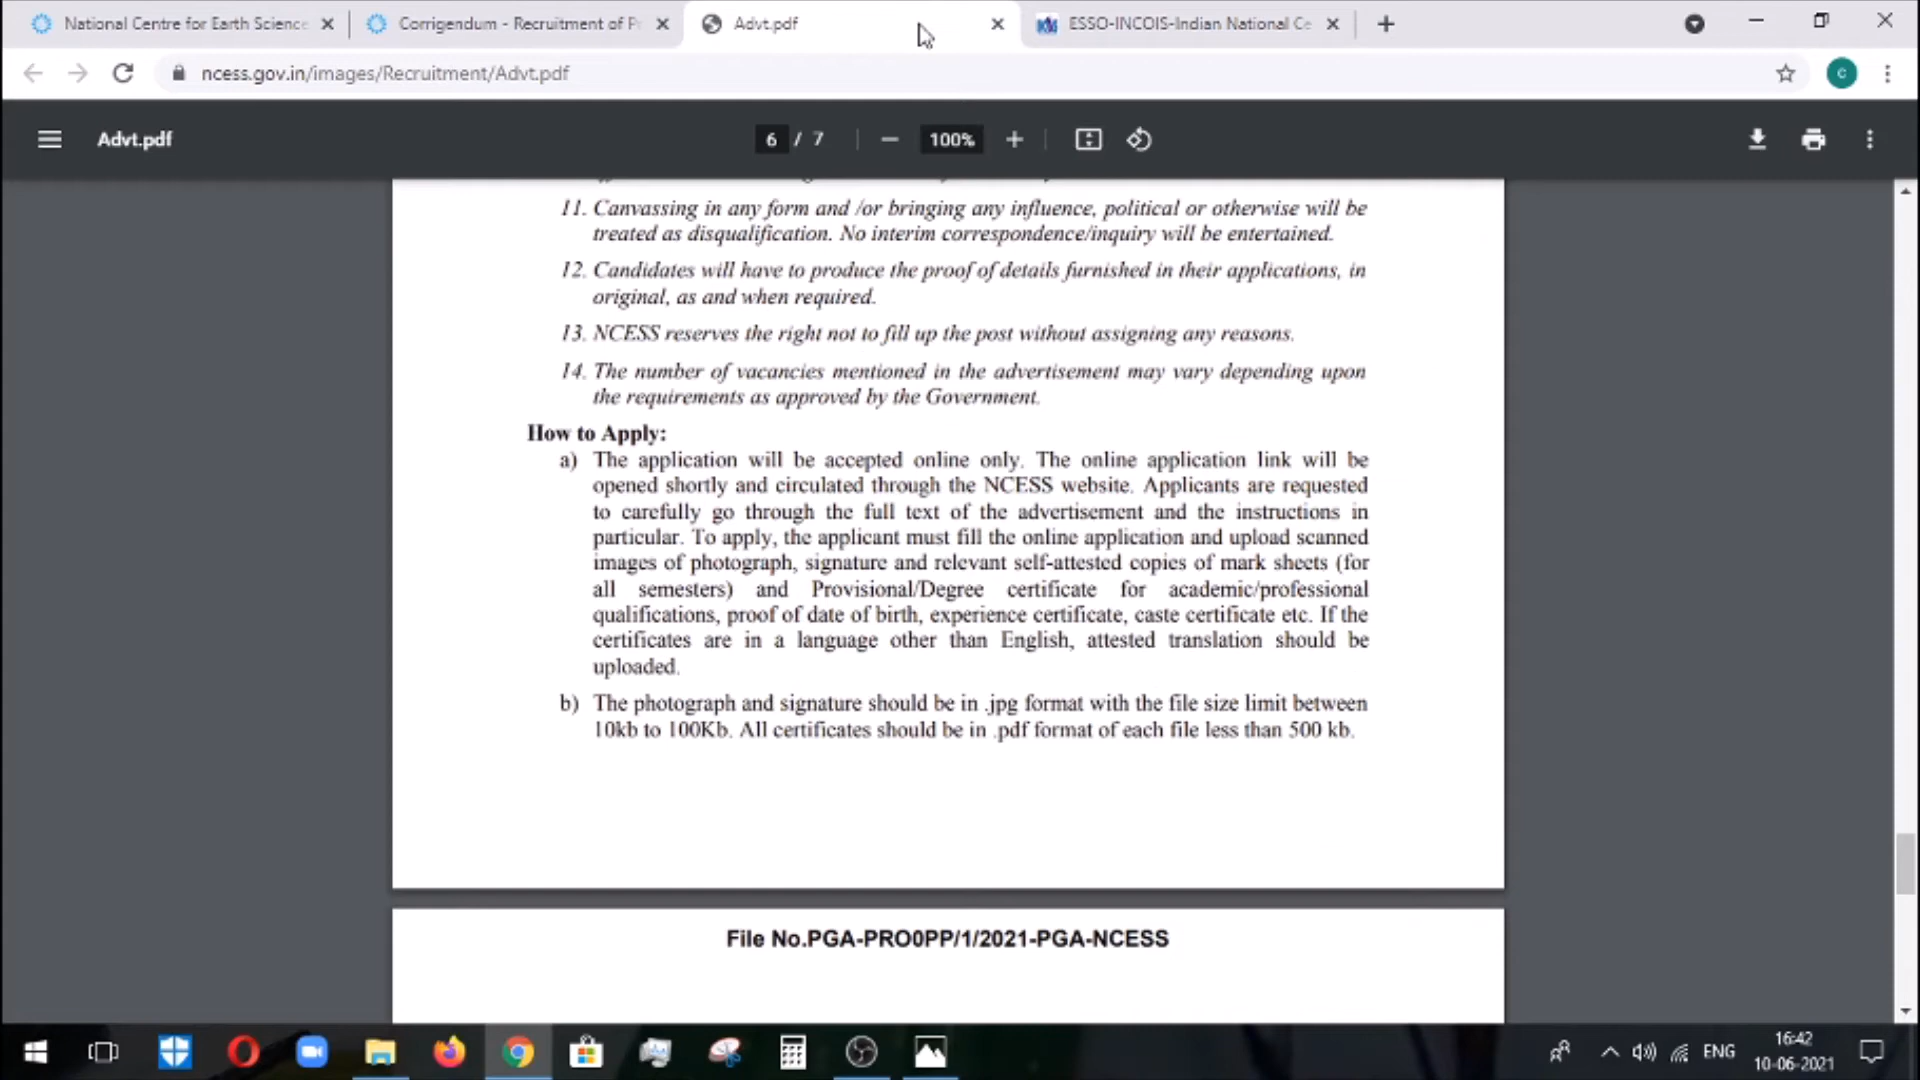 National Centre for Earth Science
Corrigendum - Recruitment of P
Advt.pdf
ESSO-INCOIS-Indian National Ce
ncess.gov.in/images/Recruitment/Advt.pdf
C
Advt.pdf
6 / 7
100%
11. Canvassing in any form and /or bringing any influence, political or otherwise will be
treated as disqualification. No interim correspondence/inquiry will be entertained.
12. Candidates will have to produce the proof of details furnished in their applications, in
original, as and when required.
13. NCESS reserves the right not to fill up the post without assigning any reasons.
14. The number of vacancies mentioned in the advertisement may vary depending upon
the requirements as approved by the Government.
How to Apply:
a) The application will be accepted online only. The online application link will be
opened shortly and circulated through the NCESS website. Applicants are requested
to carefully go through the full text of the advertisement and the instructions in
particular. To apply, the applicant must fill the online application and upload scanned
images of photograph, signature and relevant self-attested copies of mark sheets (for
all semesters) and Provisional/Degree certificate for academic/professional
qualifications, proof of date of birth, experience certificate, caste certificate etc. If the
certificates are in a language other than English, attested translation should be
uploaded.
b) The photograph and signature should be in .jpg format with the file size limit between
10kb to 100Kb. All certificates should be in .pdf format of each file less than 500 kb.
File No.PGA-PRO0PP/1/2021-PGA-NCESS
ENG
16:42
10-06-2021